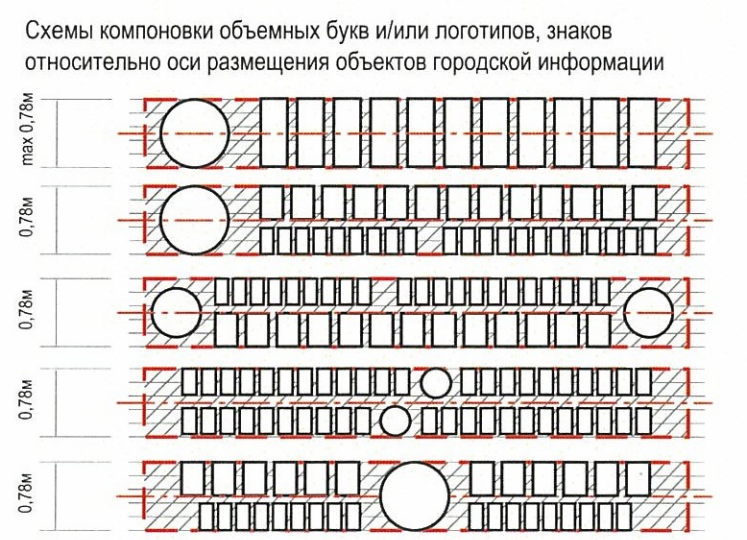 Схемы компоновки объемных букв и/или логотипов, знаков
относительно оси размещения объектов городской информации
max 0,78м
0,78м
0,78м
0,78м
0,78м